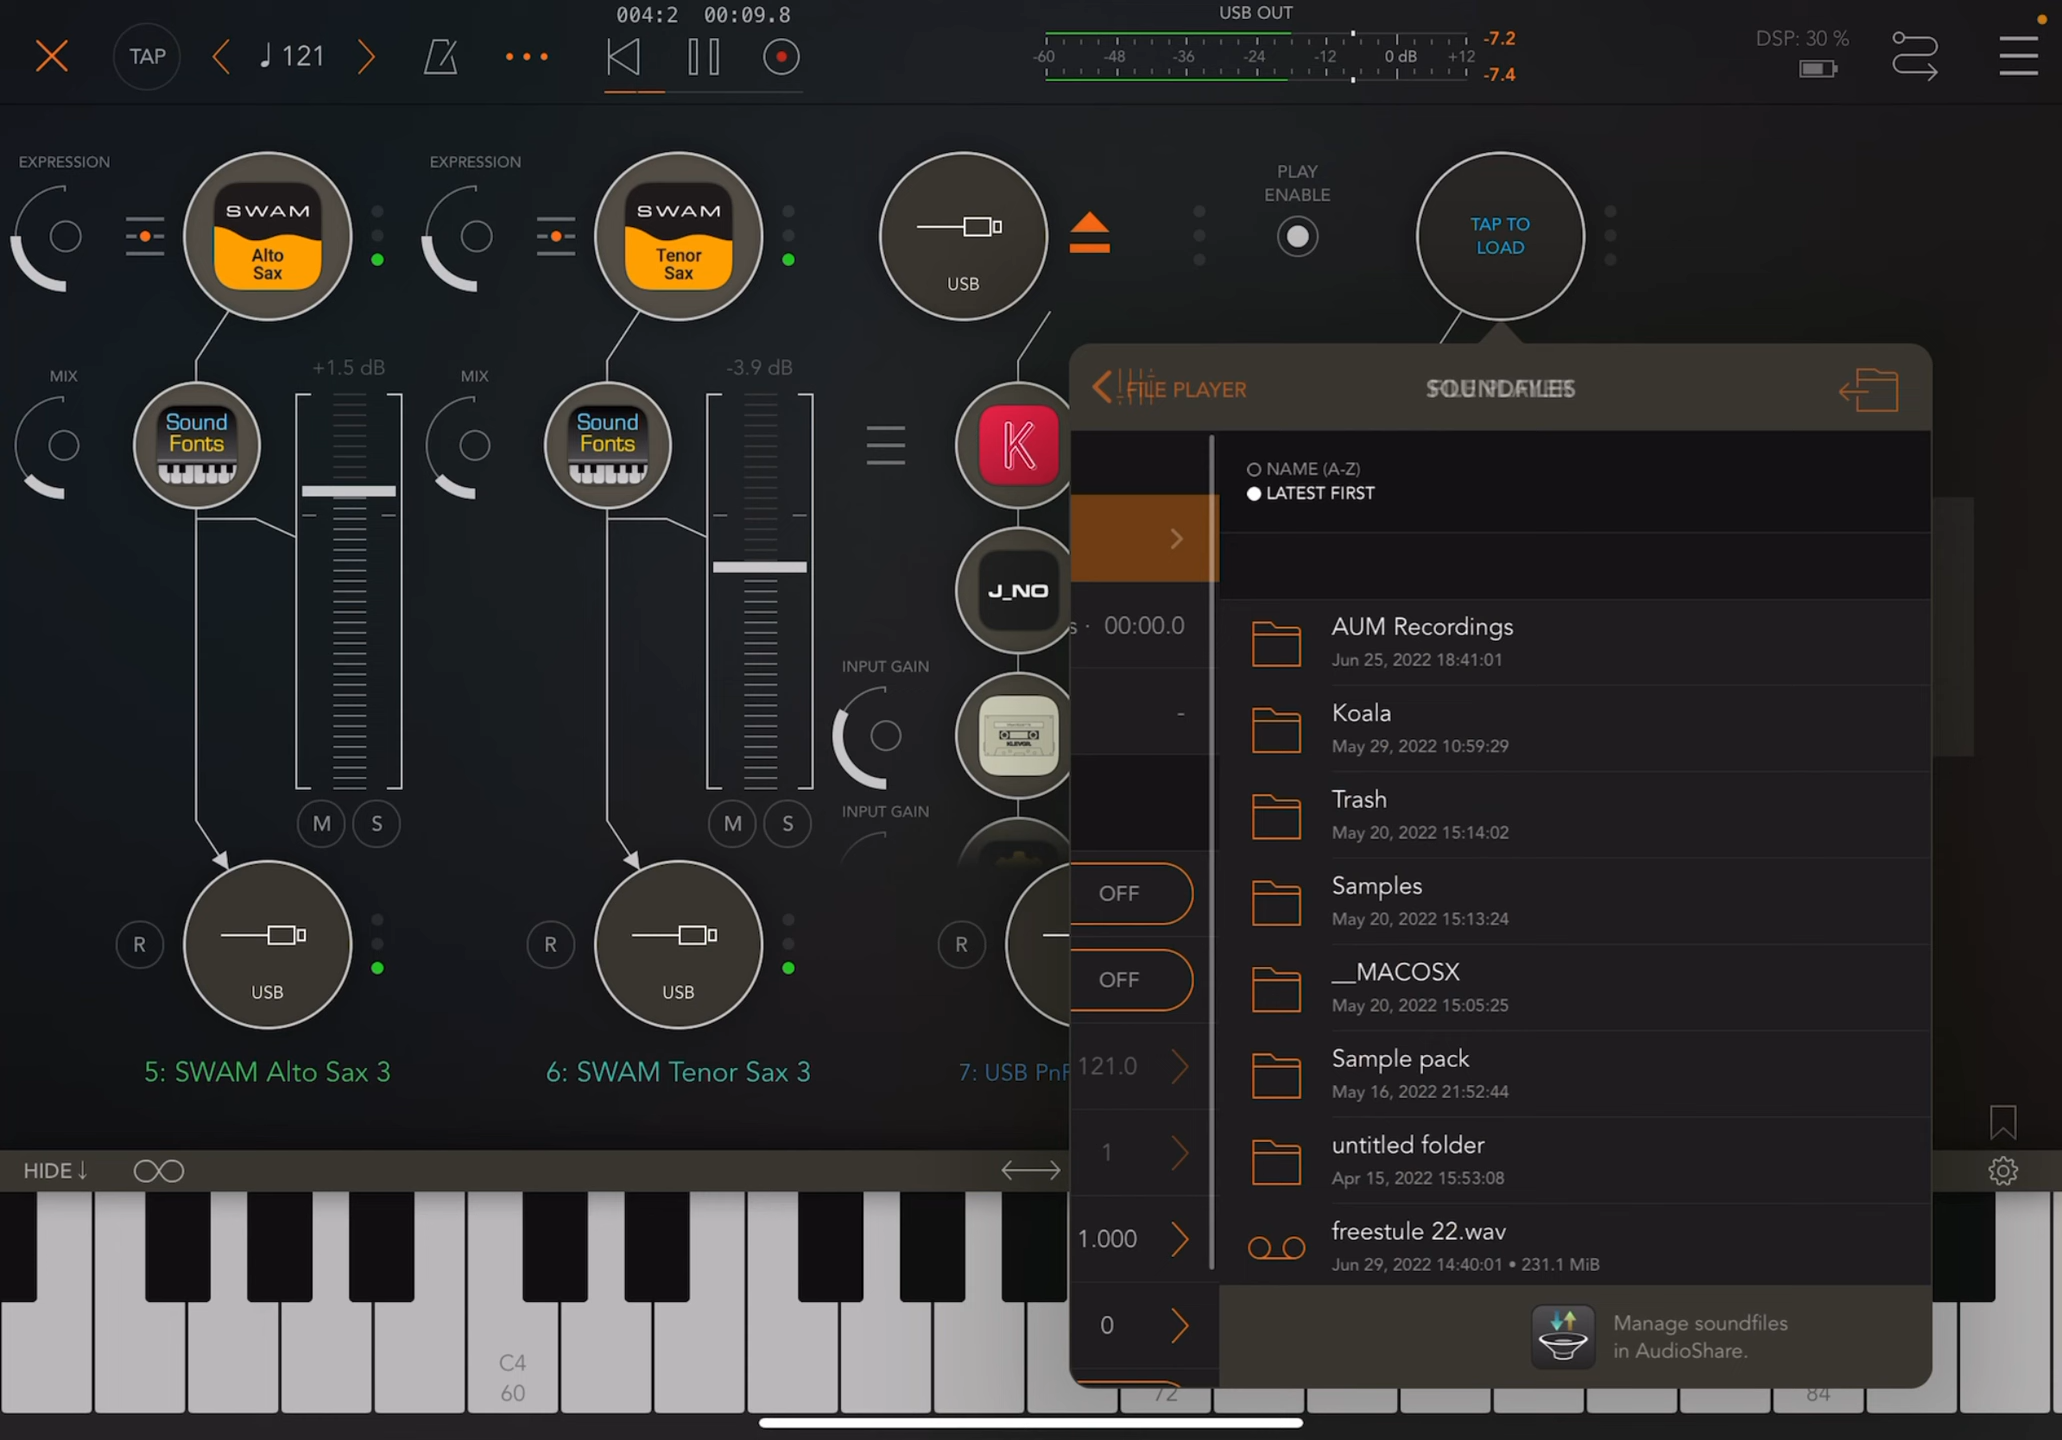 004:2 00:09.8
USB OUT
TAP
121
-60 -48 -36 -24 -12 0 dB +12
-7.2
-7.4
DSP: 30 %
EXPRESSION
SWAM
Alto
Sax
EXPRESSION
SWAM
Tenor
Sax
USB
PLAY
ENABLE
TAP TO
LOAD
MIX
Sound
Fonts
+1.5 dB
MIX
Sound
Fonts
-3.9 dB
K
J_NO
INPUT GAIN
KLEVGR.
INPUT GAIN
M S
M S
R
USB
R
USB
R
5: SWAM Alto Sax 3
6: SWAM Tenor Sax 3
7: USB PnP
FILE PLAYER
SOUNDFILES
FILE PLAYER
NAME (A-Z)
LATEST FIRST
s · 00:00.0
-
OFF
OFF
121.0
1
1.000
0
AUM Recordings
Jun 25, 2022 18:41:01
Koala
May 29, 2022 10:59:29
Trash
May 20, 2022 15:14:02
Samples
May 20, 2022 15:13:24
__MACOSX
May 20, 2022 15:05:25
Sample pack
May 16, 2022 21:52:44
untitled folder
Apr 15, 2022 15:53:08
freestule 22.wav
Jun 29, 2022 14:40:01 • 231.1 MiB
Manage soundfiles
in AudioShare.
HIDE↓
C4
60
72
84